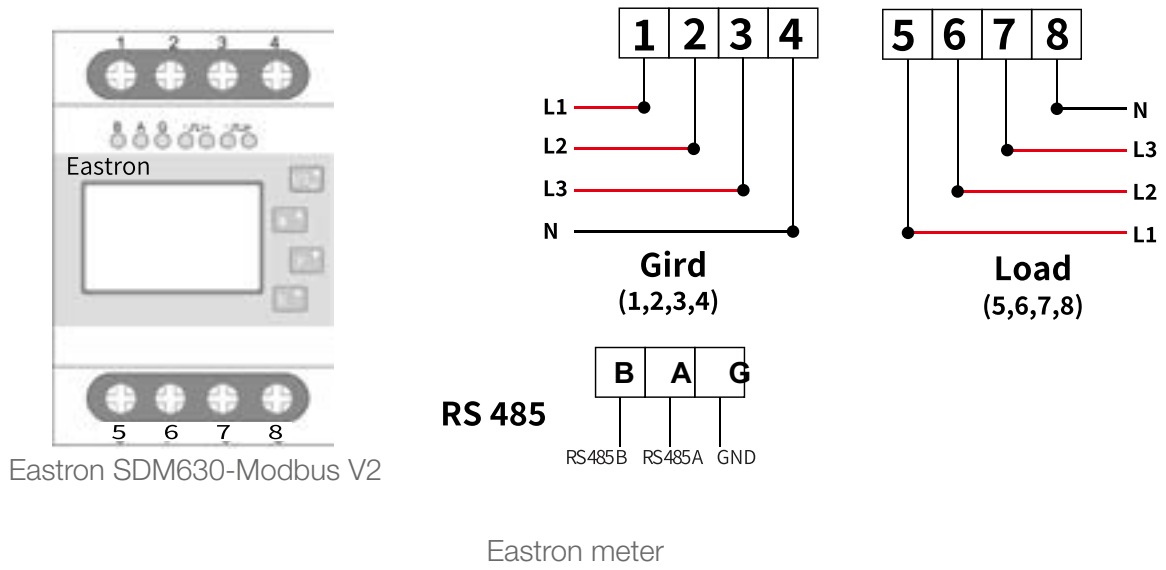 1 2 3 4
B A G
Eastron
5 6 7 8
Eastron SDM630-Modbus V2
1 2 3 4
L1
L2
L3
N
Gird
(1,2,3,4)
5 6 7 8
N
L3
L2
L1
Load
(5,6,7,8)
RS 485
B A G
RS485B RS485A GND
Eastron meter